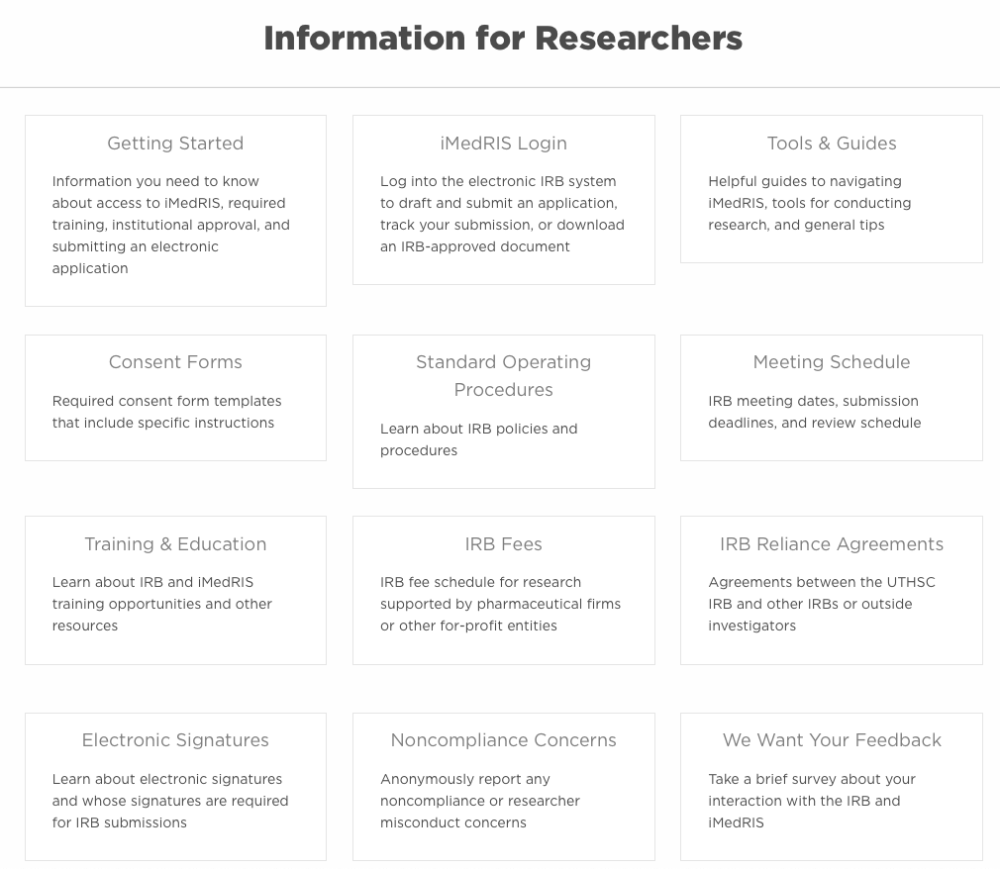 Information for Researchers
Getting Started
Information you need to know
about access to iMedRIS, required
training, institutional approval, and
submitting an electronic
application
iMedRIS Login
Log into the electronic IRB system
to draft and submit an application,
track your submission, or download
an IRB-approved document
Tools & Guides
Helpful guides to navigating
iMedRIS, tools for conducting
research, and general tips
Consent Forms
Required consent form templates
that include specific instructions
Standard Operating
Procedures
Learn about IRB policies and
procedures
Meeting Schedule
IRB meeting dates, submission
deadlines, and review schedule
Training & Education
Learn about IRB and iMedRIS
training opportunities and other
resources
IRB Fees
IRB fee schedule for research
supported by pharmaceutical firms
or other for-profit entities
IRB Reliance Agreements
Agreements between the UTHSC
IRB and other IRBs or outside
investigators
Electronic Signatures
Learn about electronic signatures
and whose signatures are required
for IRB submissions
Noncompliance Concerns
Anonymously report any
noncompliance or researcher
misconduct concerns
We Want Your Feedback
Take a brief survey about your
interaction with the IRB and
iMedRIS